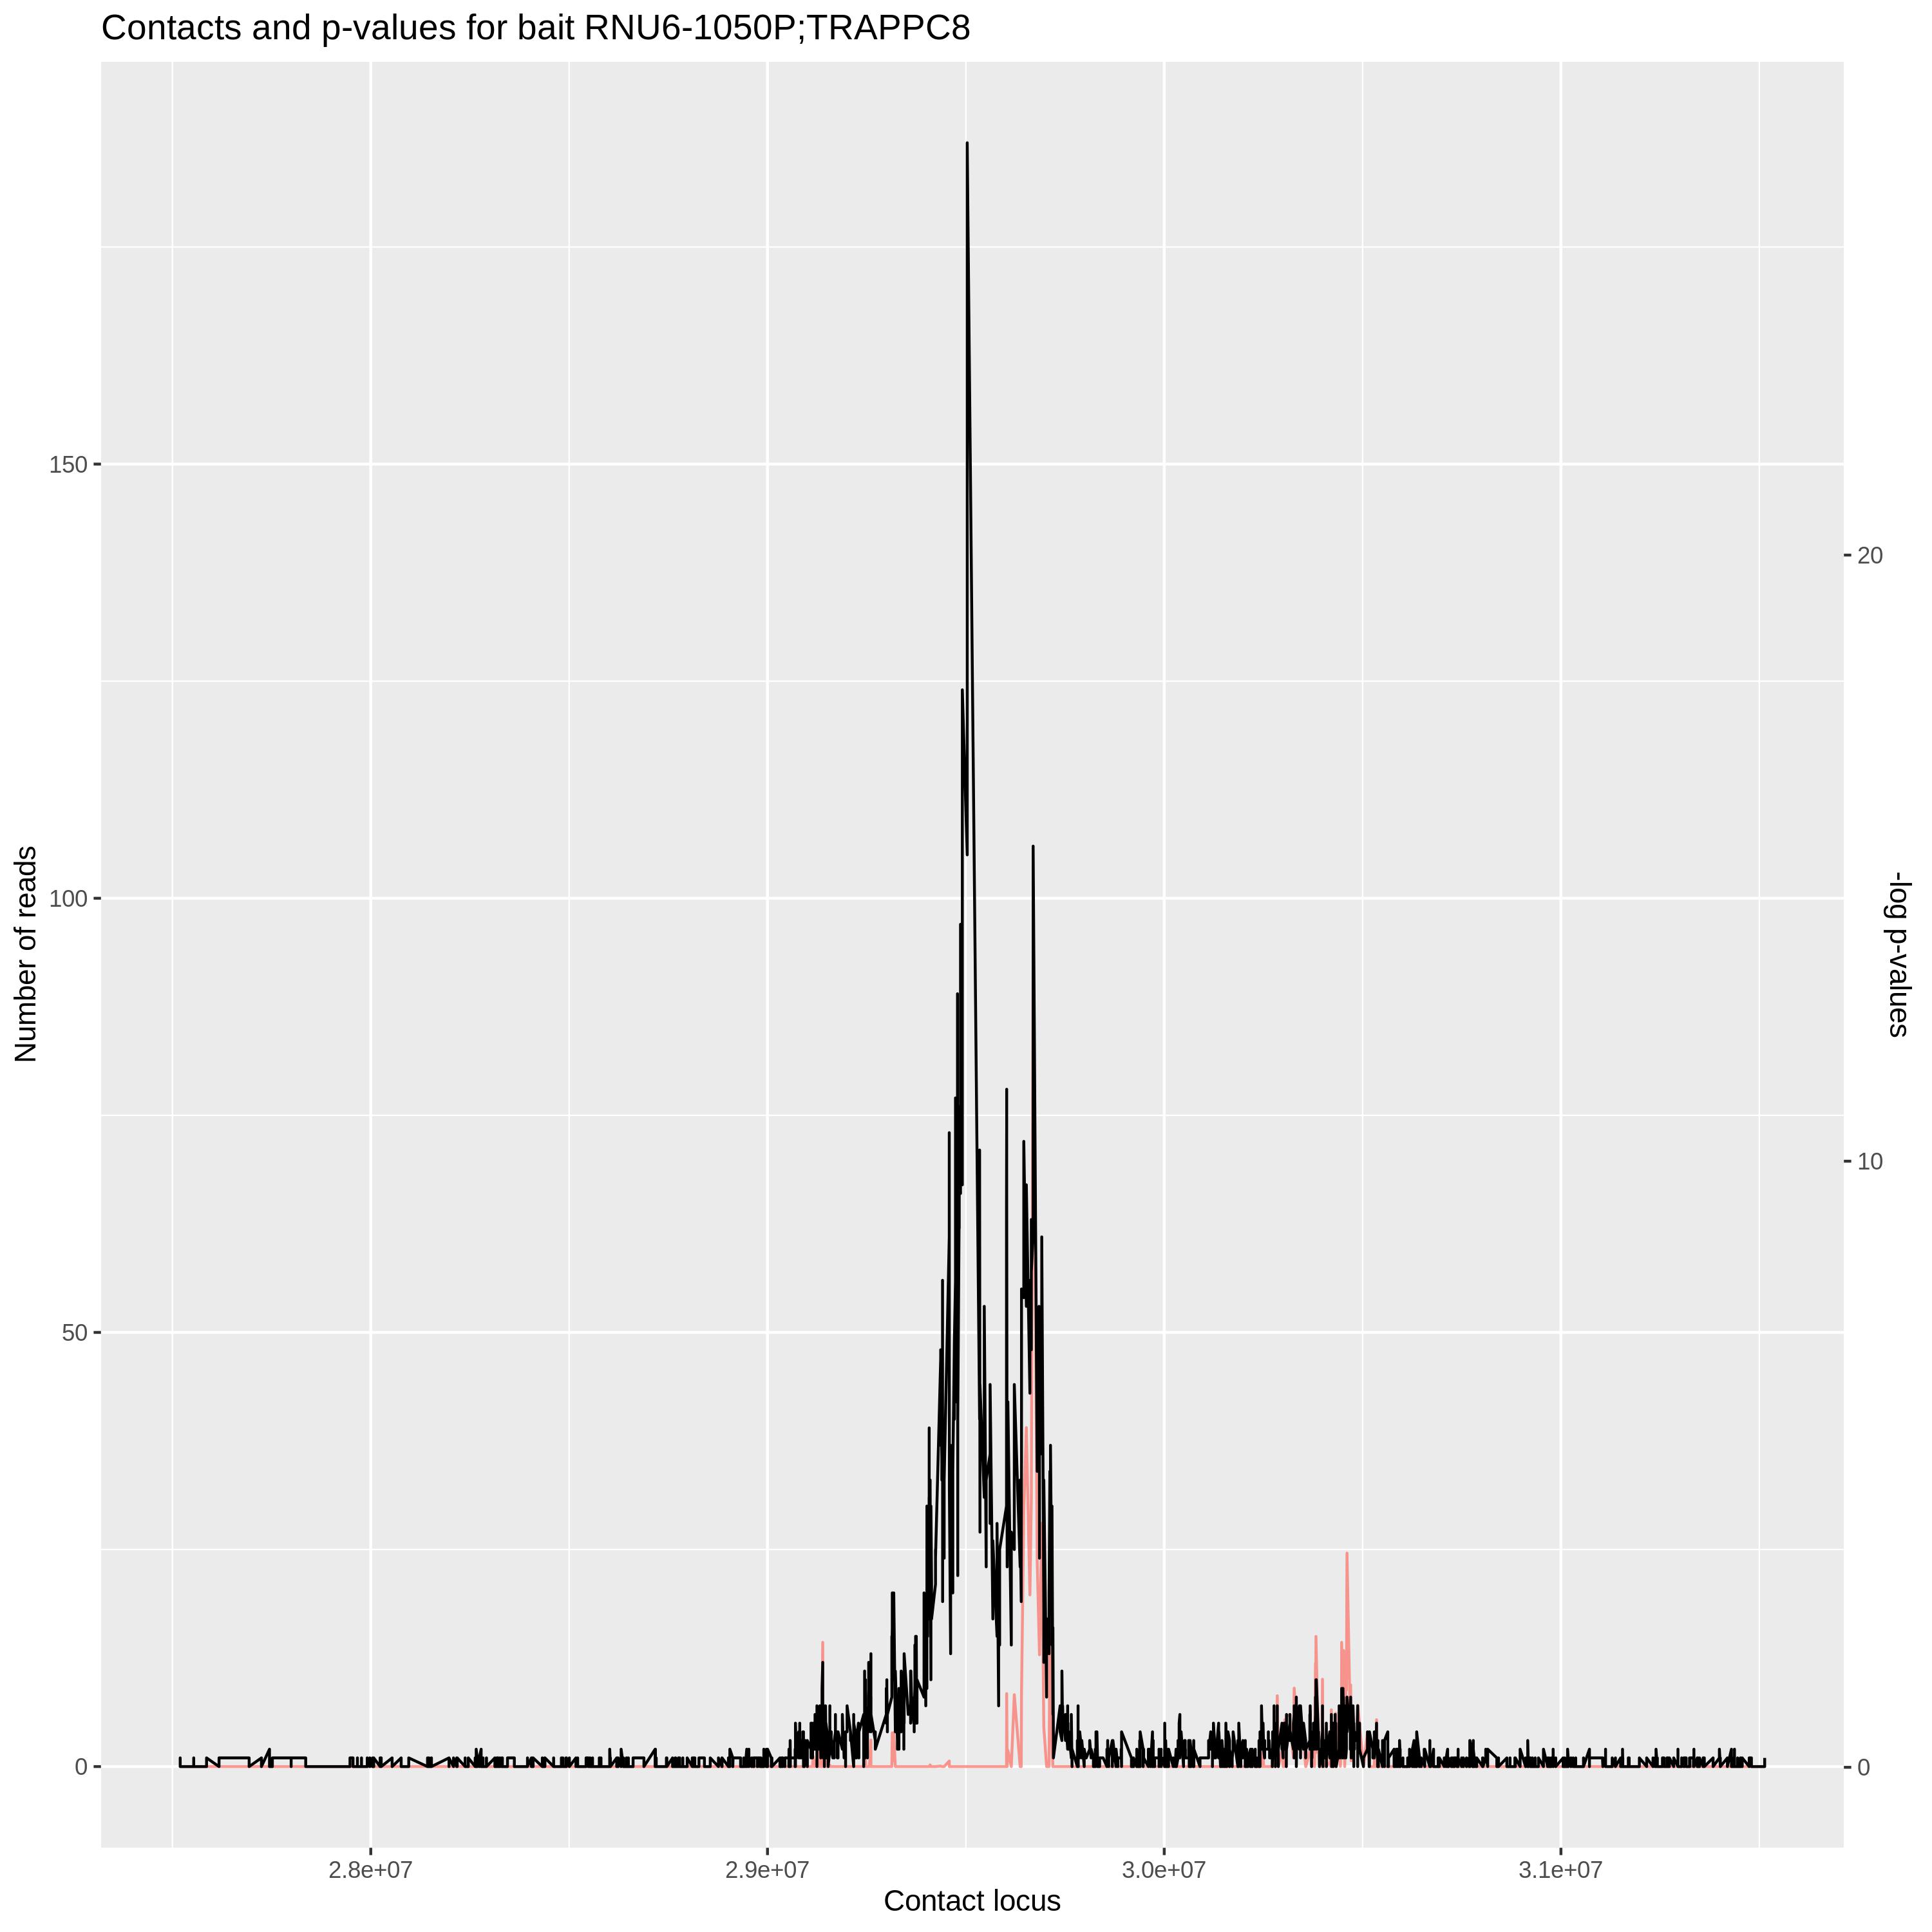 Contacts and p-values for bait RNU6-1050P;TRAPPC8
Number of reads
150
100
50
0
20
10
0
-log p-values
2.8e+07
2.9e+07
3.0e+07
3.1e+07
Contact locus